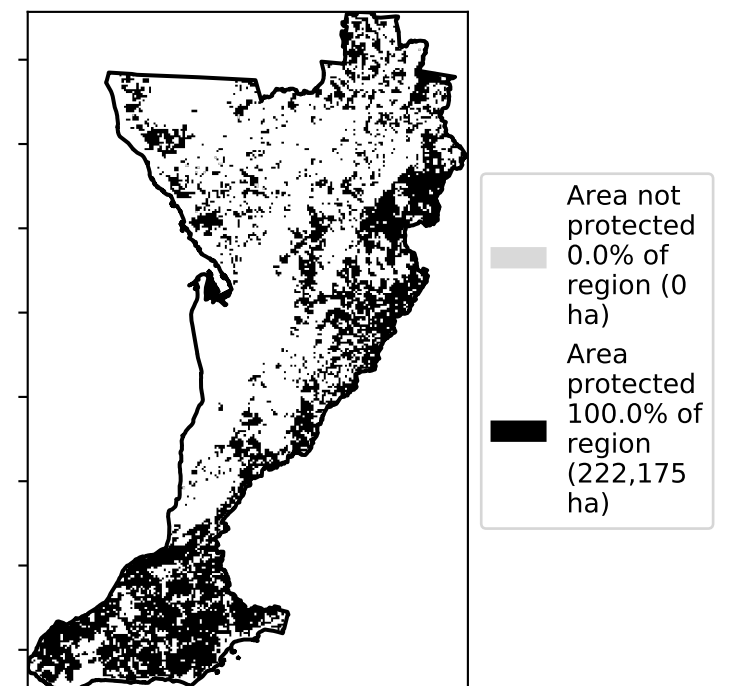 Area not
protected
0.0% of
region (0
ha)
Area
protected
100.0% of
region
(222,175
ha)